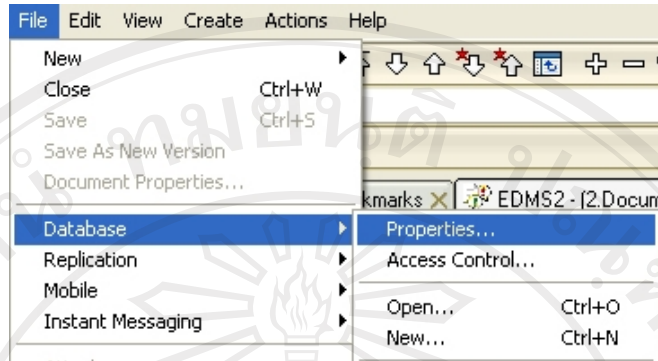 File Edit View Create Actions Help
New
Close Ctrl+W
Save Ctrl+S
Save As New Version
Document Properties...
kmarks EDMS2 - [2.Docum
Database Properties...
Replication Access Control...
Mobile
Instant Messaging Open... Ctrl+O
New... Ctrl+N